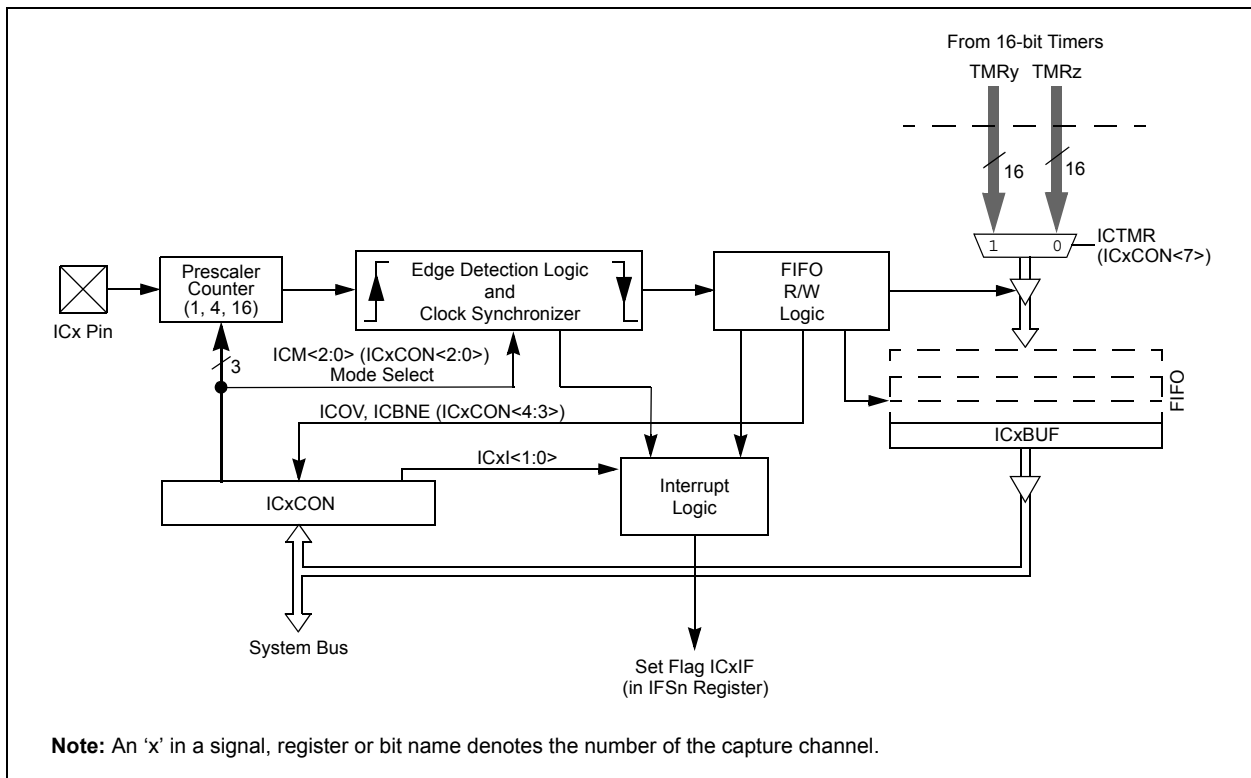 From 16-bit Timers
TMRy TMRz
16 16
1 0
ICTMR
(ICxCON<7>)
Prescaler
Counter
(1, 4, 16)
Edge Detection Logic
and
Clock Synchronizer
FIFO
R/W
Logic
ICx Pin
3
ICM<2:0> (ICxCON<2:0>)
Mode Select
FIFO
ICOV, ICBNE (ICxCON<4:3>)
ICxBUF
ICxI<1:0>
Interrupt
Logic
ICxCON
System Bus
Set Flag ICxIF
(in IFSn Register)
Note: An ‘x’ in a signal, register or bit name denotes the number of the capture channel.